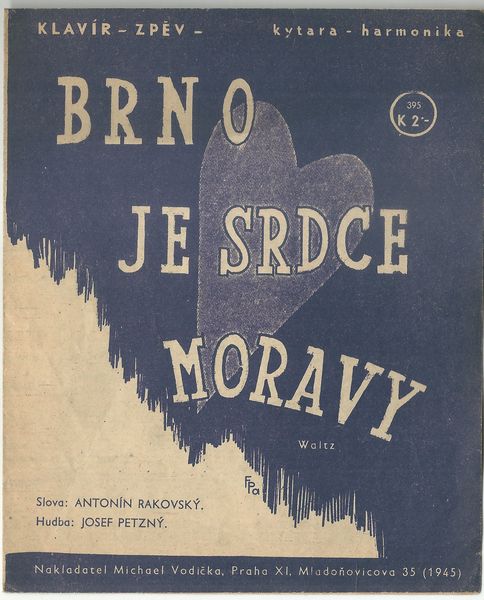 KLAVÍR - ZPĚV - kytara - harmonika
395
K 2·-
BRNO
JE SRDCE
MORAVY
Waltz
FPa
Slova: ANTONÍN RAKOVSKÝ.
Hudba: JOSEF PETZNÝ.
Nakladatel Michael Vodička, Praha XI, Mladoňovicova 35 (1945)